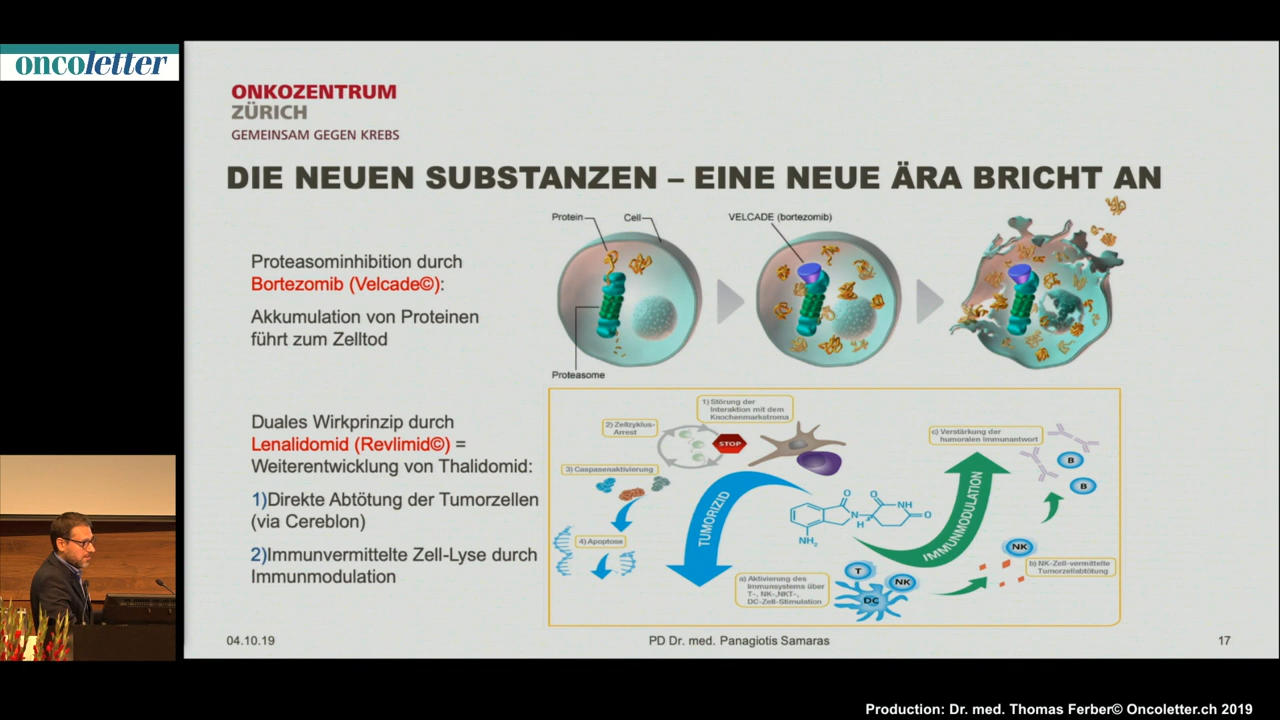 oncoletter
ONKOZENTRUM
ZÜRICH
GEMEINSAM GEGEN KREBS
DIE NEUEN SUBSTANZEN – EINE NEUE ÄRA BRICHT AN
Protein
Cell
VELCADE (bortezomib)
Proteasome
Proteasominhibition durch
Bortezomib (Velcade©):
Akkumulation von Proteinen
führt zum Zelltod
Duales Wirkprinzip durch
Lenalidomid (Revlimid©) =
Weiterentwicklung von Thalidomid:
1)Direkte Abtötung der Tumorzellen
(via Cereblon)
2)Immunvermittelte Zell-Lyse durch
Immunmodulation
1) Störung der
Interaktion mit dem
Knochenmarkstroma
2) Zellzyklus-
Arrest
STOP
3) Caspasenaktivierung
4) Apoptose
TUMORIZID
O
O
NH
N
O
H
NH2
IMMUNMODULATION
c) Verstärkung der
humoralen Immunantwort
B
B
NK
b) NK-Zell-vermittelte
Tumorzellabtötung
a) Aktivierung des
Immunsystems über
T-, NK-,NKT-,
DC-Zell-Stimulation
T
NK
DC
04.10.19
PD Dr. med. Panagiotis Samaras
17
Production: Dr. med. Thomas Ferber© Oncoletter.ch 2019